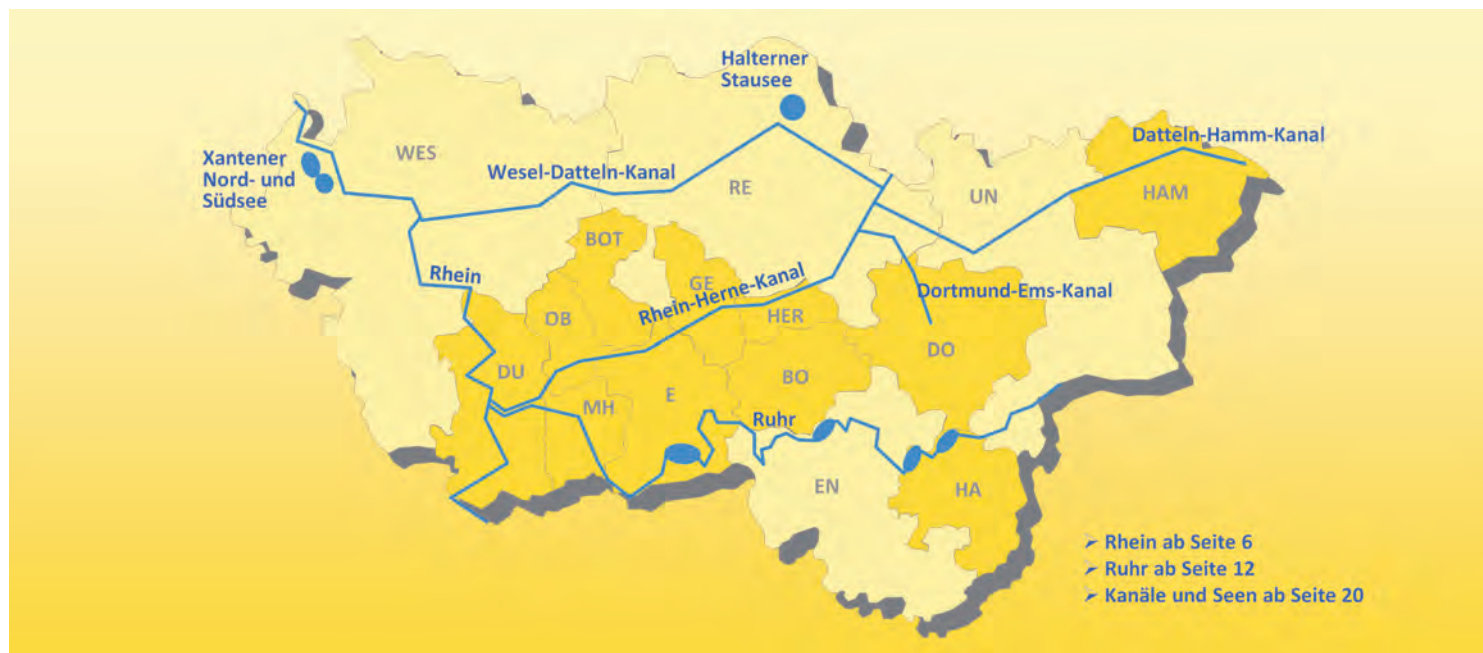 Halterner
Stausee
Datteln-Hamm-Kanal
Xantener
Nord- und
Südsee
WES
Wesel-Datteln-Kanal
RE
UN
HAM
BOT
Rhein
GE
Rhein-Herne-Kanal
Dortmund-Ems-Kanal
OB
HER
DO
DU
BO
E
MH
Ruhr
EN
HA
➢ Rhein ab Seite 6
➢ Ruhr ab Seite 12
➢ Kanäle und Seen ab Seite 20